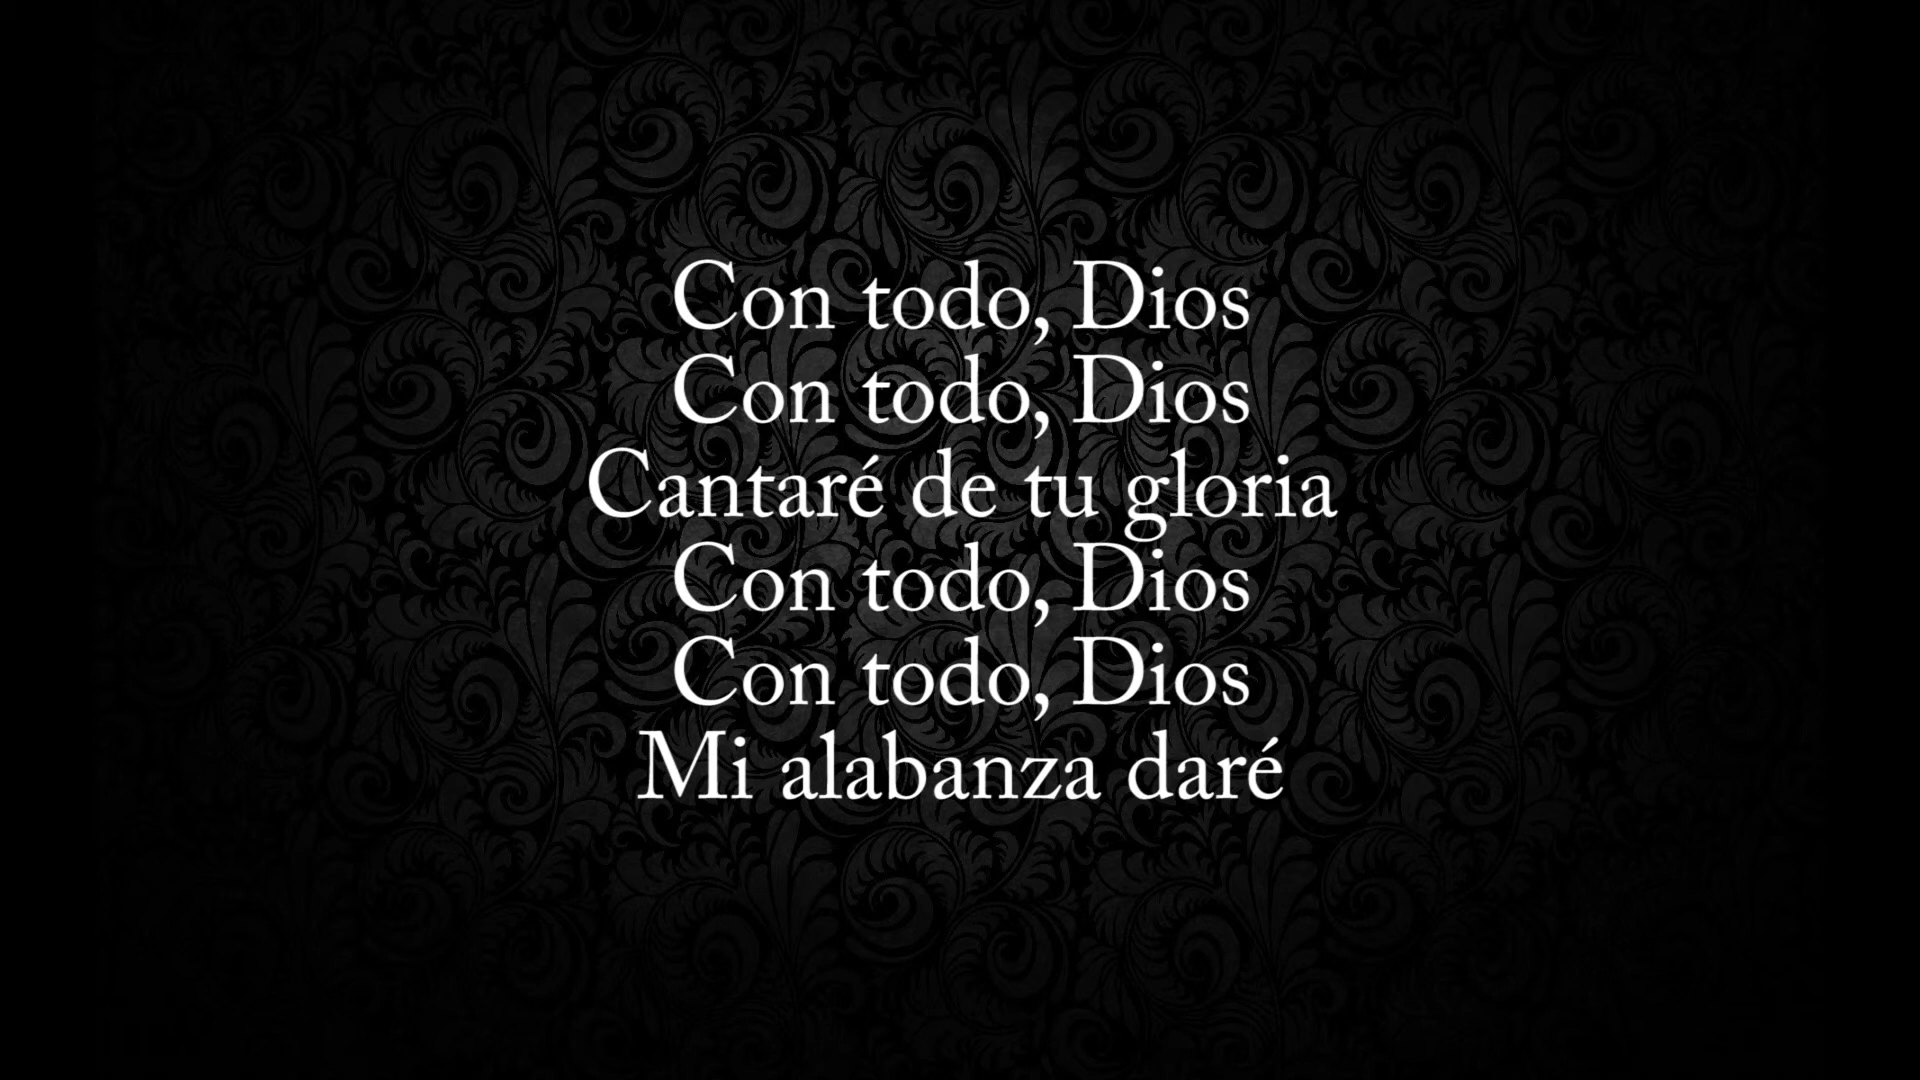 Con todo, Dios
Con todo, Dios
Cantaré de tu gloria
Con todo, Dios
Con todo, Dios
Mi alabanza daré